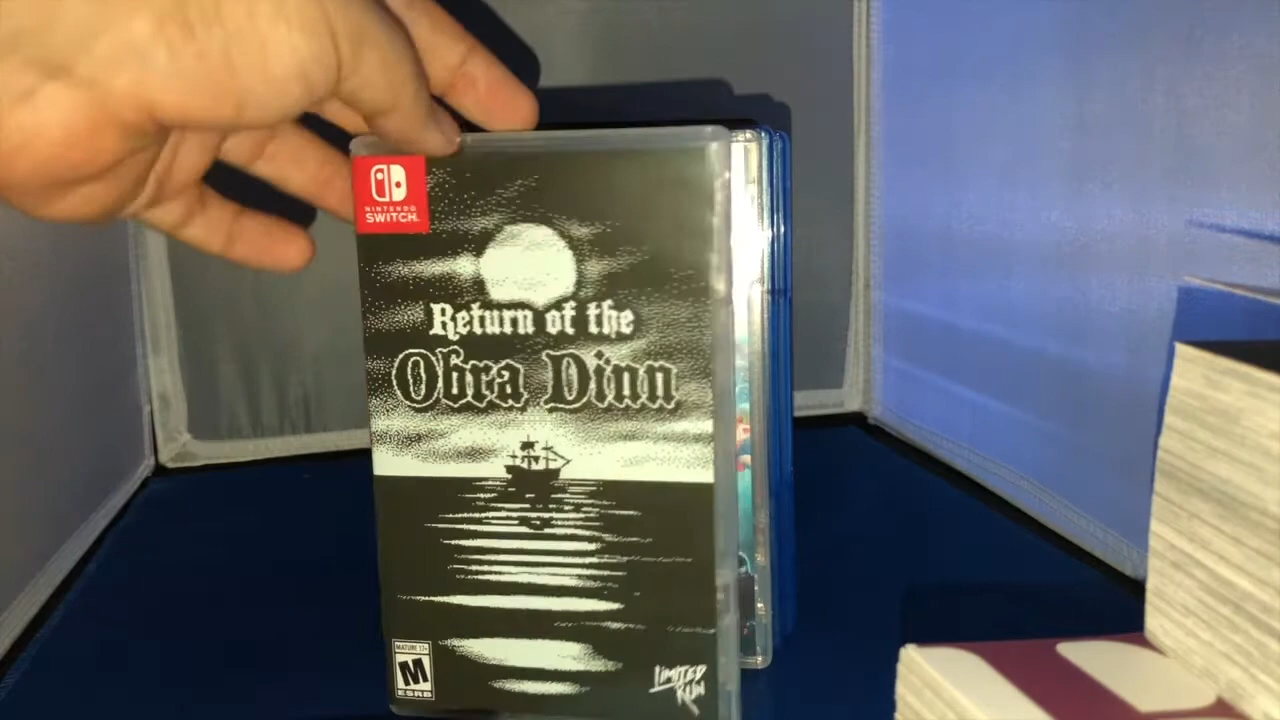 NINTENDO
SWITCH
Return of the
Obra Dinn
MATURE 17+
M
ESRB
LIMITED
RUN